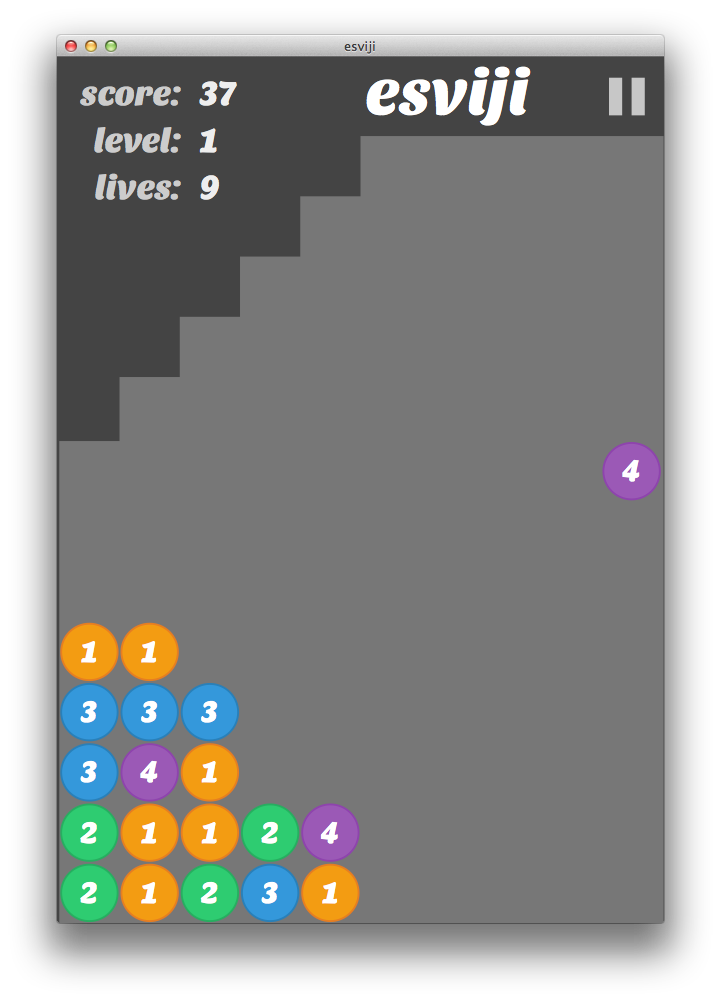 esviji
score: 37
esviji
level: 1
lives: 9
4
1 1
3 3 3
3 4 1
2 1 1 2 4
2 1 2 3 1